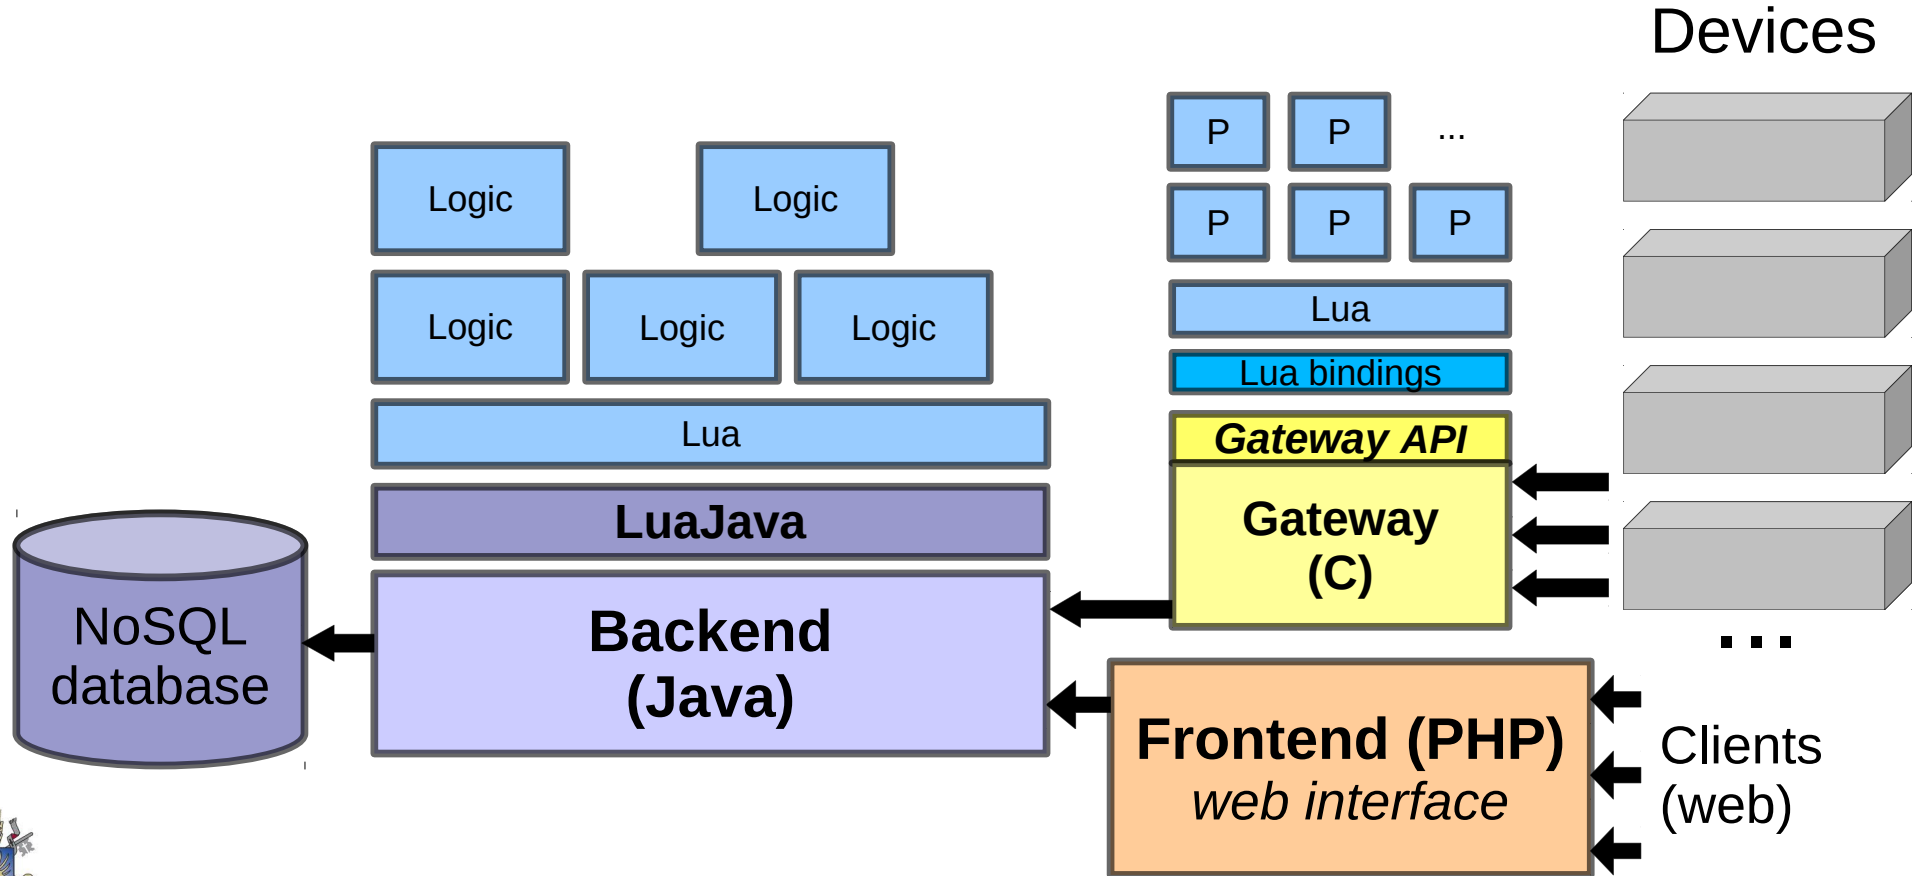 Devices
P
P
...
Logic
Logic
P
P
P
Lua
Logic
Logic
Logic
Lua bindings
Lua
Gateway API
LuaJava
Gateway
(C)
NoSQL
database
Backend
(Java)
...
Frontend (PHP)
web interface
Clients
(web)